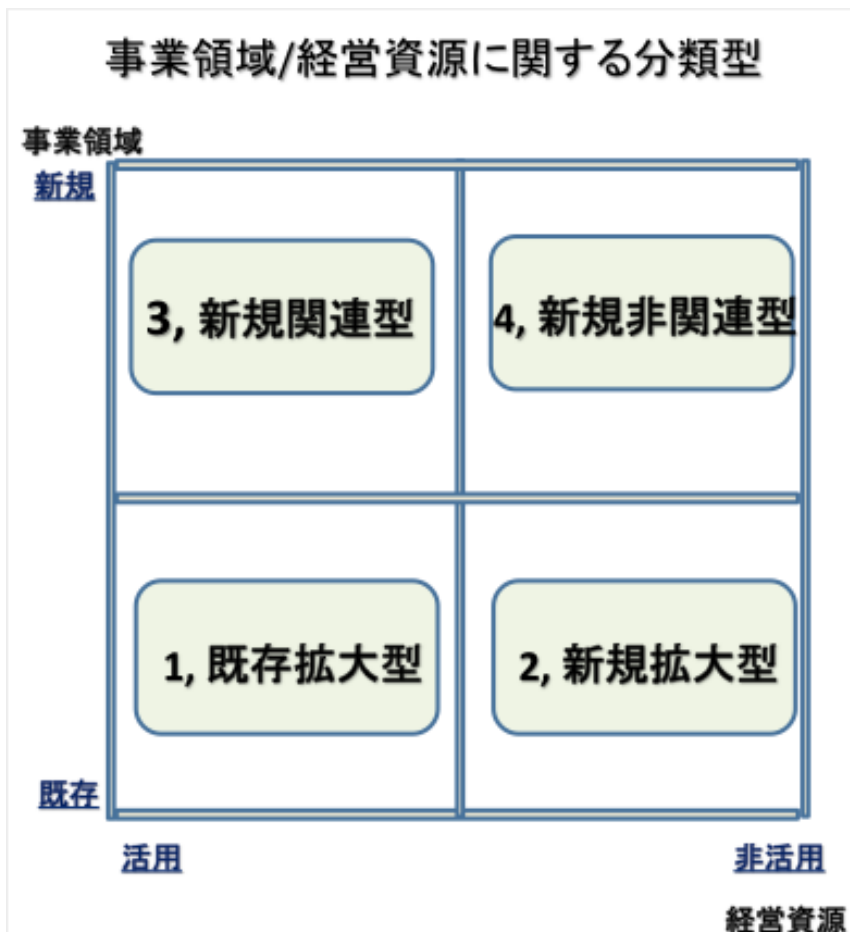 事業領域/経営資源に関する分類型
事業領域
新規
3, 新規関連型
4, 新規非関連型
1, 既存拡大型
2, 新規拡大型
既存
活用
非活用
経営資源